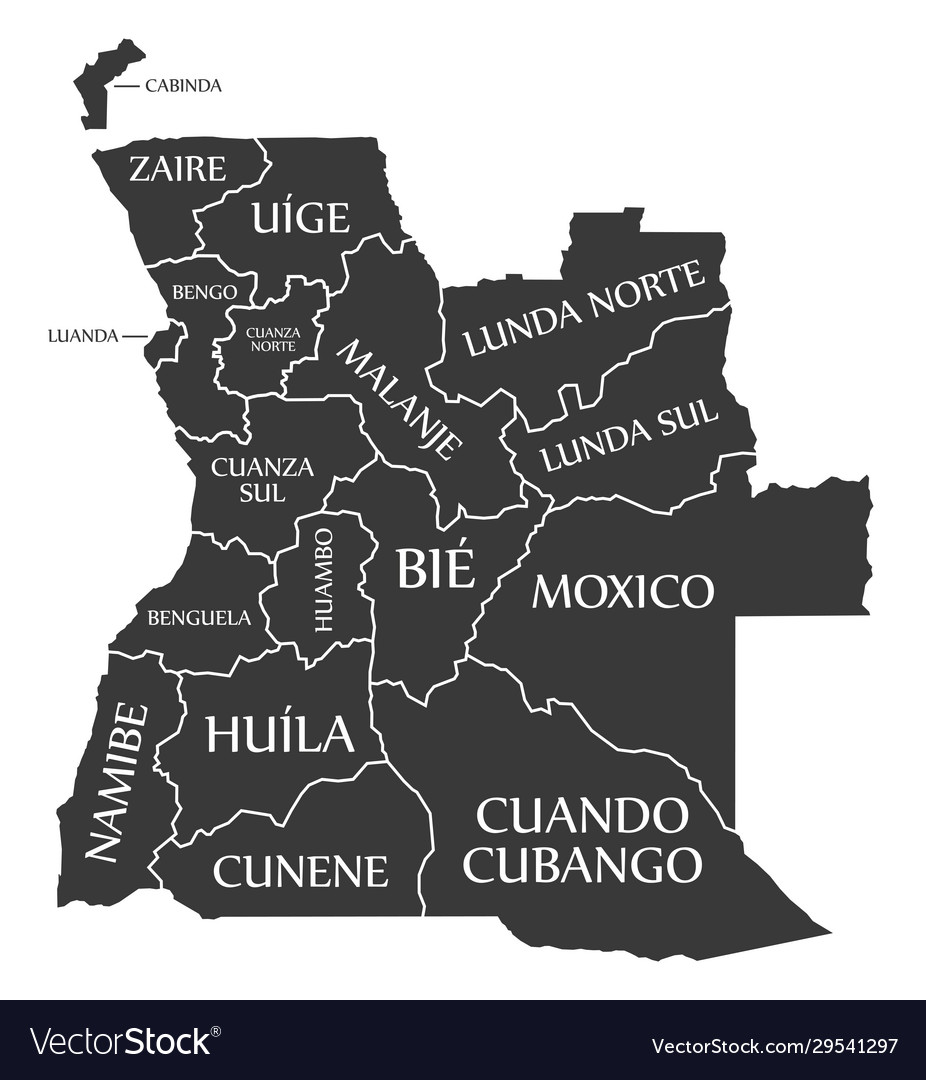 CABINDA
ZAIRE
UÍGE
BENGO
LUANDA
CUANZA
NORTE
LUNDA NORTE
MALANJE
LUNDA SUL
CUANZA
SUL
HUAMBO
BIÉ
MOXICO
BENGUELA
NAMIBE
HUÍLA
CUANDO
CUBANGO
CUNENE
VectorStock®
VectorStock.com/29541297